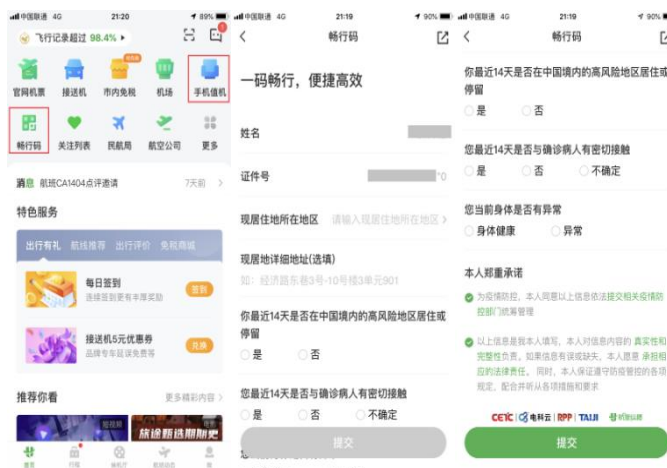 中国联通 4G
21:20
89%
飞行记录超过 98.4%
官网机票
接送机
市内免税
机场
手机值机
畅行码
关注列表
民航局
航空公司
更多
消息 航班CA1404点评邀请
7天前
特色服务
出行有礼
航线推荐
出行评价
免税商城
每日签到
连续签到更有丰厚奖励
签到
接送机5元优惠券
品牌专车延误免费等
兑换
推荐你看
更多精彩内容
短视频
旅途甄选期期更
首页
行程
中国联通 4G
21:19
90%
畅行码
一码畅行，便捷高效
姓名
证件号
现居住地所在地区
请输入现居住地所在地区
现居地详细地址(选填)
如：经济路东巷3号-10号楼3单元901
你最近14天是否在中国境内的高风险地区居住或
停留
是
否
您最近14天是否与确诊病人有密切接触
是
否
不确定
提交
中国联通 4G
21:19
90%
畅行码
你最近14天是否在中国境内的高风险地区居住或
停留
是
否
您最近14天是否与确诊病人有密切接触
是
否
不确定
您当前身体是否有异常
身体健康
异常
本人郑重承诺
为疫情防控，本人同意以上信息依法提交相关疫情防
控部门统筹管理
以上信息是我本人填写，本人对信息内容的 真实性和
完整性负责，如果信息有误或缺失，本人愿意 承担相
应的法律责任。 同时，本人保证遵守防疫管控的各项
规定，配合并听从各项措施和要求
CETC
电科云
RPP
TAIJI
提交